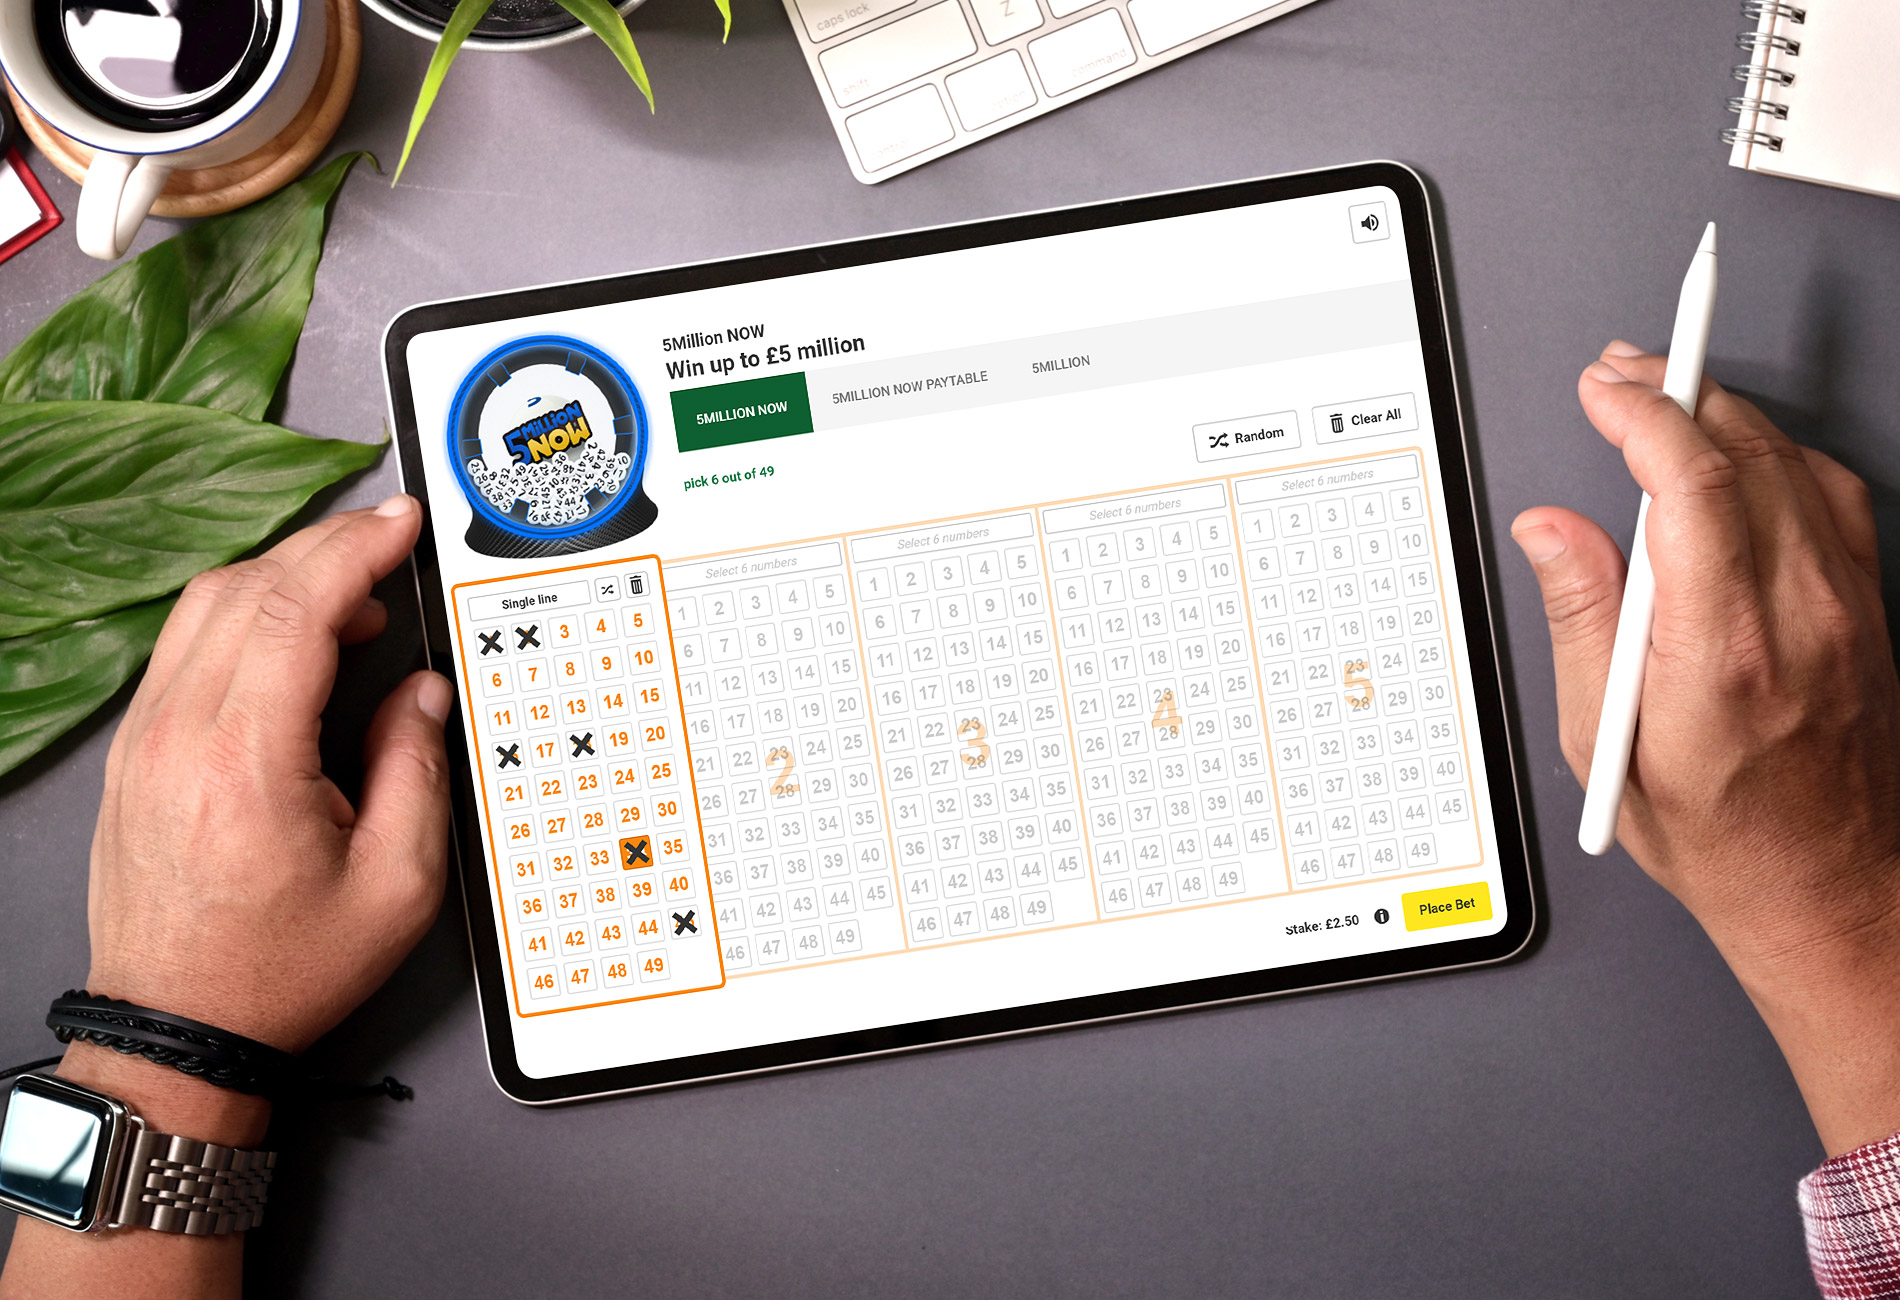 caps lock
Z
shift
option
command
control
5Million NOW
Win up to £5 million
5MILLION NOW
5MILLION NOW PAYTABLE
5MILLION
5 MILLION
NOW
pick 6 out of 49
Random
Clear All
Single line
3 4 5
6 7 8 9 10
11 12 13 14 15
17 19 20
21 22 23 24 25
26 27 28 29 30
31 32 33 35
36 37 38 39 40
41 42 43 44
46 47 48 49
Select 6 numbers
1 2 3 4 5
6 7 8 9 10
11 12 13 14 15
16 17 18 19 20
21 22 23 24 25
26 27 28 29 30
31 32 33 34 35
36 37 38 39 40
41 42 43 44 45
46 47 48 49
2
Select 6 numbers
1 2 3 4 5
6 7 8 9 10
11 12 13 14 15
16 17 18 19 20
21 22 23 24 25
26 27 28 29 30
31 32 33 34 35
36 37 38 39 40
41 42 43 44 45
46 47 48 49
3
Select 6 numbers
1 2 3 4 5
6 7 8 9 10
11 12 13 14 15
16 17 18 19 20
21 22 23 24 25
26 27 28 29 30
31 32 33 34 35
36 37 38 39 40
41 42 43 44 45
46 47 48 49
4
Select 6 numbers
1 2 3 4 5
6 7 8 9 10
11 12 13 14 15
16 17 18 19 20
21 22 23 24 25
26 27 28 29 30
31 32 33 34 35
36 37 38 39 40
41 42 43 44 45
46 47 48 49
5
Stake: £2.50
Place Bet